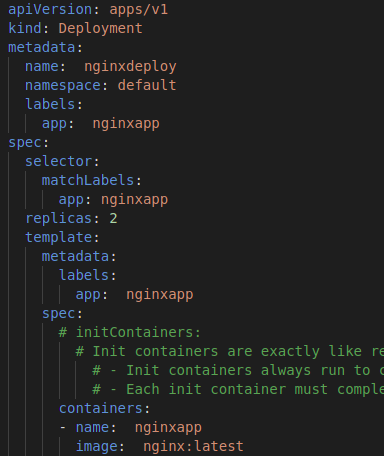 apiVersion: apps/v1
kind: Deployment
metadata:
  name:  nginxdeploy
  namespace: default
  labels:
    app:  nginxapp
spec:
  selector:
    matchLabels:
      app: nginxapp
  replicas: 2
  template:
    metadata:
      labels:
        app:  nginxapp
    spec:
      # initContainers:
        # Init containers are exactly like re
          # - Init containers always run to c
          # - Each init container must comple
      containers:
      - name:  nginxapp
        image:  nginx:latest